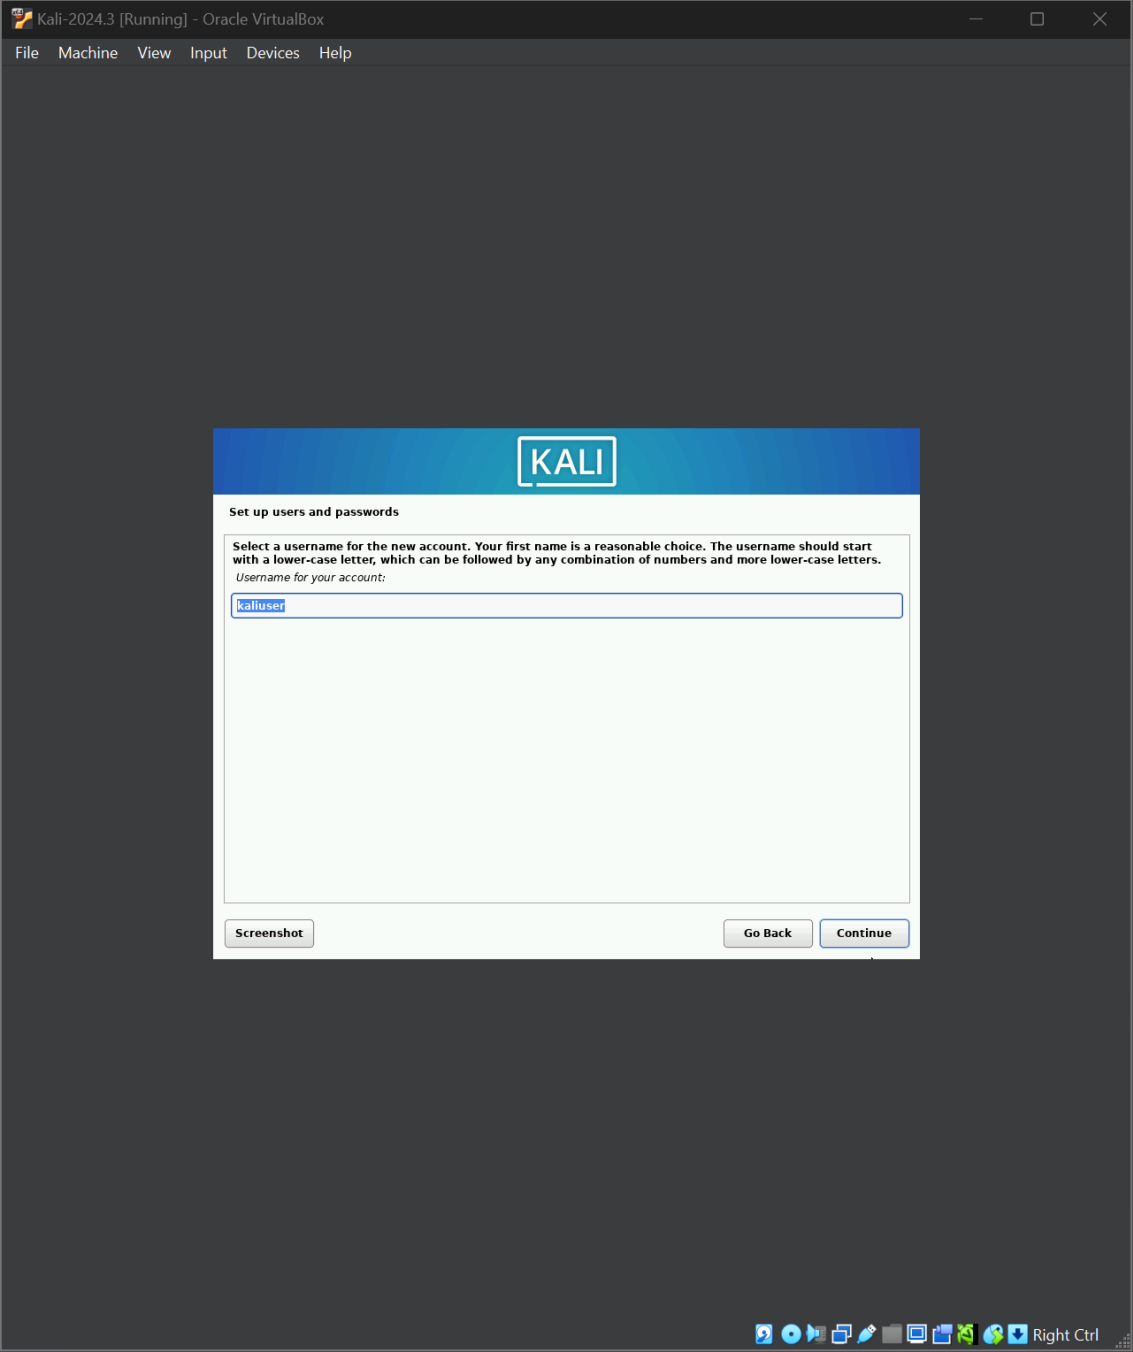 Kali-2024.3 [Running] - Oracle VirtualBox
File Machine View Input Devices Help
KALI
Set up users and passwords
Select a username for the new account. Your first name is a reasonable choice. The username should start
with a lower-case letter, which can be followed by any combination of numbers and more lower-case letters.
Username for your account:
kaliuser
Screenshot Go Back Continue
Right Ctrl